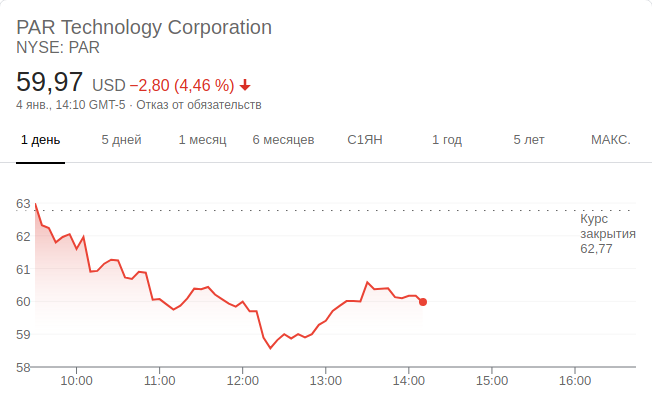 PAR Technology Corporation
NYSE: PAR
59,97 USD −2,80 (4,46 %)
4 янв., 14:10 GMT-5 · Отказ от обязательств
1 день 5 дней 1 месяц 6 месяцев С1ЯН 1 год 5 лет МАКС.
63
62
61
60
59
58
Курс
закрытия
62,77
10:00 11:00 12:00 13:00 14:00 15:00 16:00